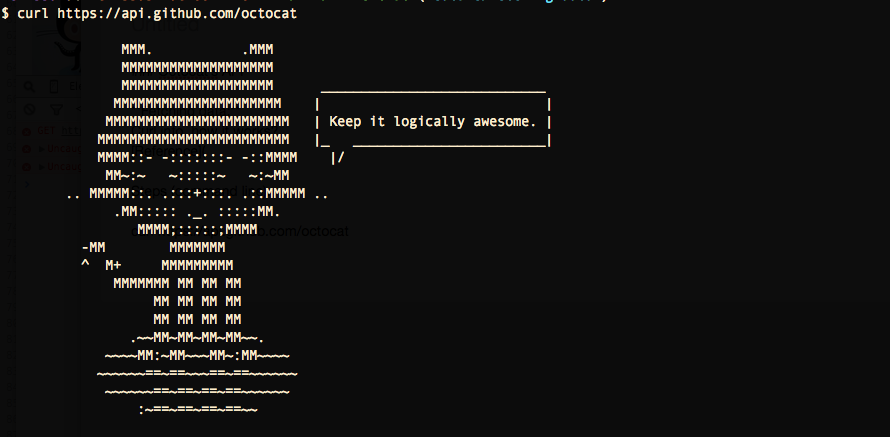 $ curl https://api.github.com/octocat
MMM.           .MMM
MMMMMMMMMMMMMMMMMMM
MMMMMMMMMMMMMMMMMMM      ____________________________
MMMMMMMMMMMMMMMMMMMMM    |                            |
MMMMMMMMMMMMMMMMMMMMMMM   | Keep it logically awesome. |
MMMMMMMMMMMMMMMMMMMMMMMM   |_   ________________________|
MMMM::- -:::::::- -::MMMM    |/
MM~:~   ~:::::~   ~:~MM
.. MMMMM::. .:::+:::. .::MMMMM ..
.MM::::: ._. :::::MM.
MMMM;:::::;MMMM
-MM        MMMMMMM
^  M+     MMMMMMMMM
MMMMMMM MM MM MM
MM MM MM MM
MM MM MM MM
.~~MM~MM~MM~MM~~.
~~~~MM:~MM~~~MM~:MM~~~~
~~~~~~==~==~~~==~==~~~~~~
~~~~~~==~==~==~==~~~~~~
:~==~==~==~==~~